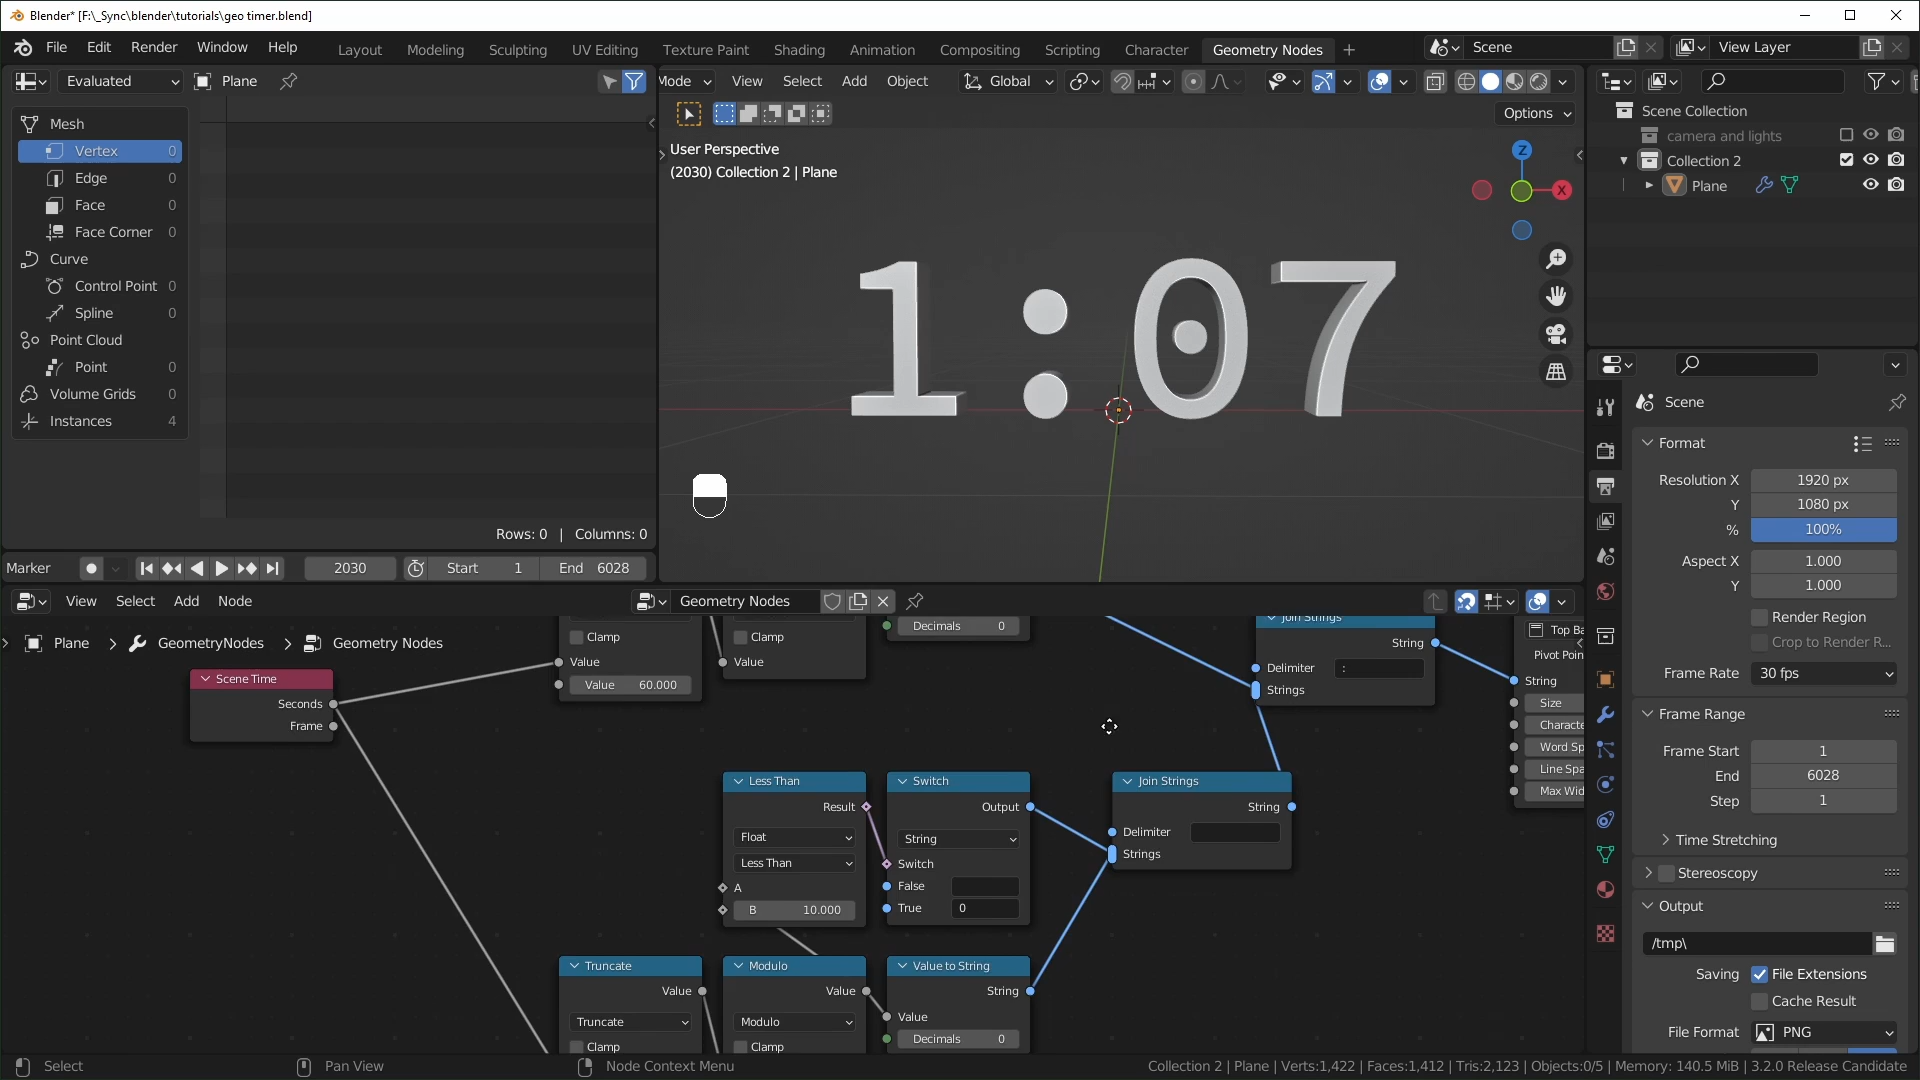 Blender* [F:\_Sync\blender\tutorials\geo timer.blend]
File Edit Render Window Help
Layout Modeling Sculpting UV Editing Texture Paint Shading Animation Compositing Scripting Character Geometry Nodes +
Scene
View Layer
Evaluated Plane
Mode View Select Add Object Global
Options
Mesh
Vertex 0
Edge 0
Face 0
Face Corner 0
Curve
Control Point 0
Spline 0
Point Cloud
Point 0
Volume Grids 0
Instances 4
Rows: 0 | Columns: 0
User Perspective
(2030) Collection 2 | Plane
1:07
Z
X
Scene Collection
camera and lights
Collection 2
Plane
Marker 2030 Start 1 End 6028
View Select Add Node Geometry Nodes
Plane > GeometryNodes > Geometry Nodes
Scene Time
Seconds
Frame
Clamp
Value
Value 60.000
Clamp
Value
Decimals 0
Join Strings
String
Delimiter :
Strings
Top Ba
Pivot Poin
String
Size
Characte
Word Sp
Line Spa
Max Wid
Less Than
Result
Float
Less Than
A
B 10.000
Switch
Output
String
Switch
False
True 0
Join Strings
String
Delimiter
Strings
Truncate
Value
Truncate
Clamp
Modulo
Value
Modulo
Clamp
Value to String
String
Value
Decimals 0
Scene
Format
Resolution X 1920 px
Y 1080 px
% 100%
Aspect X 1.000
Y 1.000
Render Region
Crop to Render R...
Frame Rate 30 fps
Frame Range
Frame Start 1
End 6028
Step 1
Time Stretching
Stereoscopy
Output
/tmp\
Saving File Extensions
Cache Result
File Format PNG
Select Pan View Node Context Menu
Collection 2 | Plane | Verts:1,422 | Faces:1,412 | Tris:2,123 | Objects:0/5 | Memory: 140.5 MiB | 3.2.0 Release Candidate